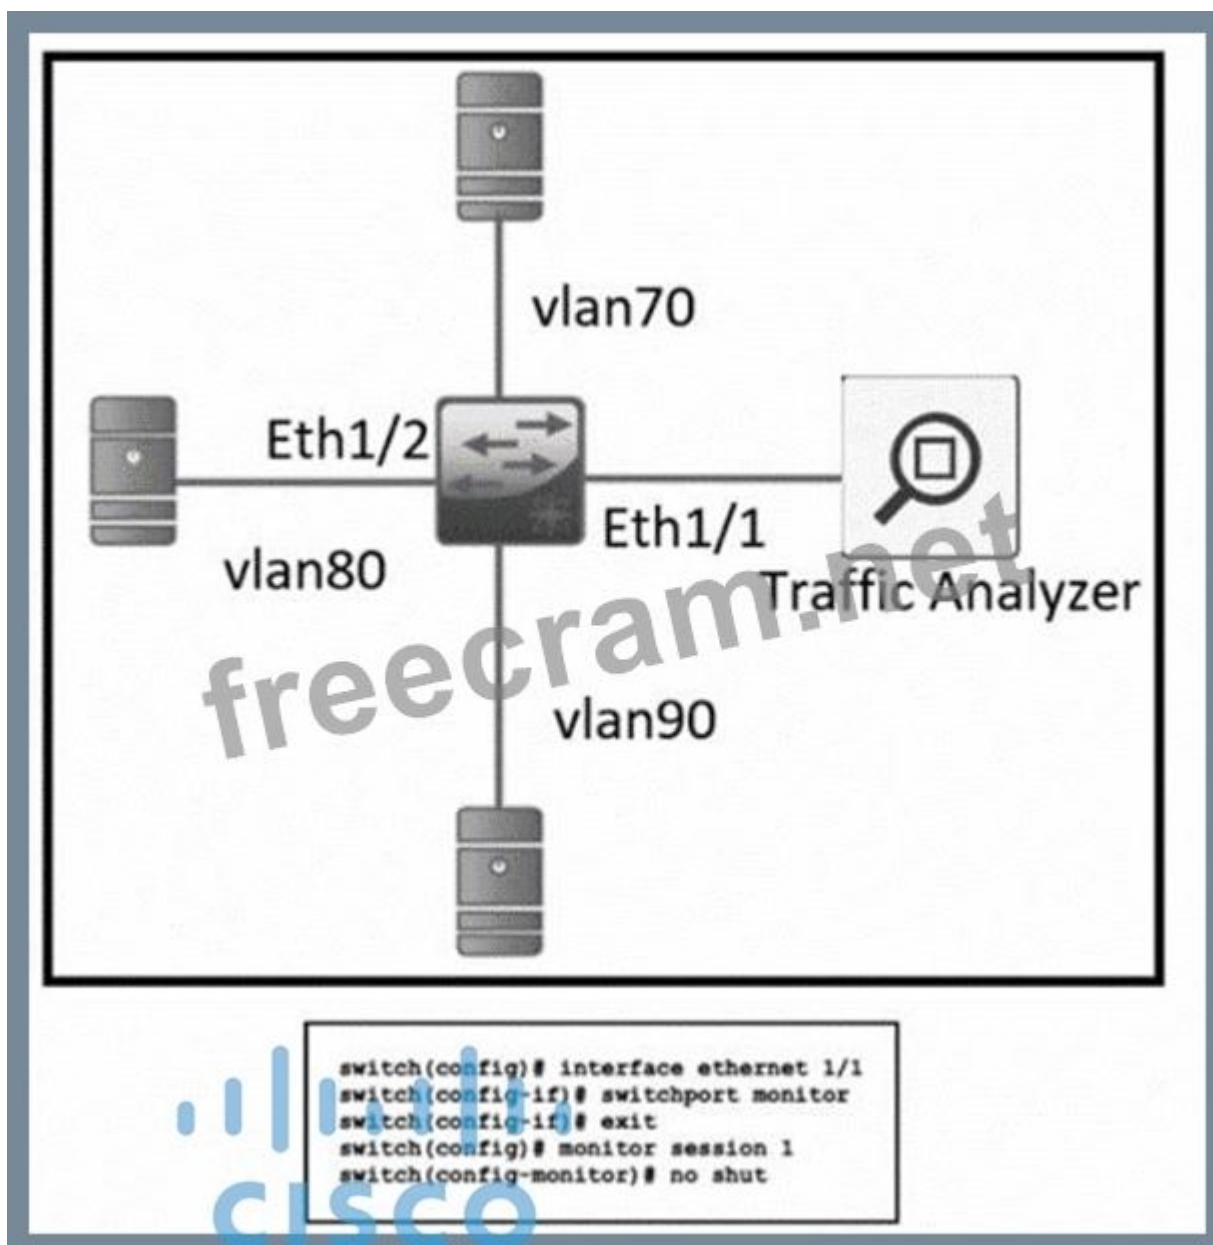 vlan70
Eth1/2
Eth1/1
vlan80
Traffic Analyzer
freecram.net
vlan90
switch(config)# interface ethernet 1/1
switch(config-if)# switchport monitor
switch(config-if)# exit
switch(config)# monitor session 1
switch(config-monitor)# no shut
CISCO